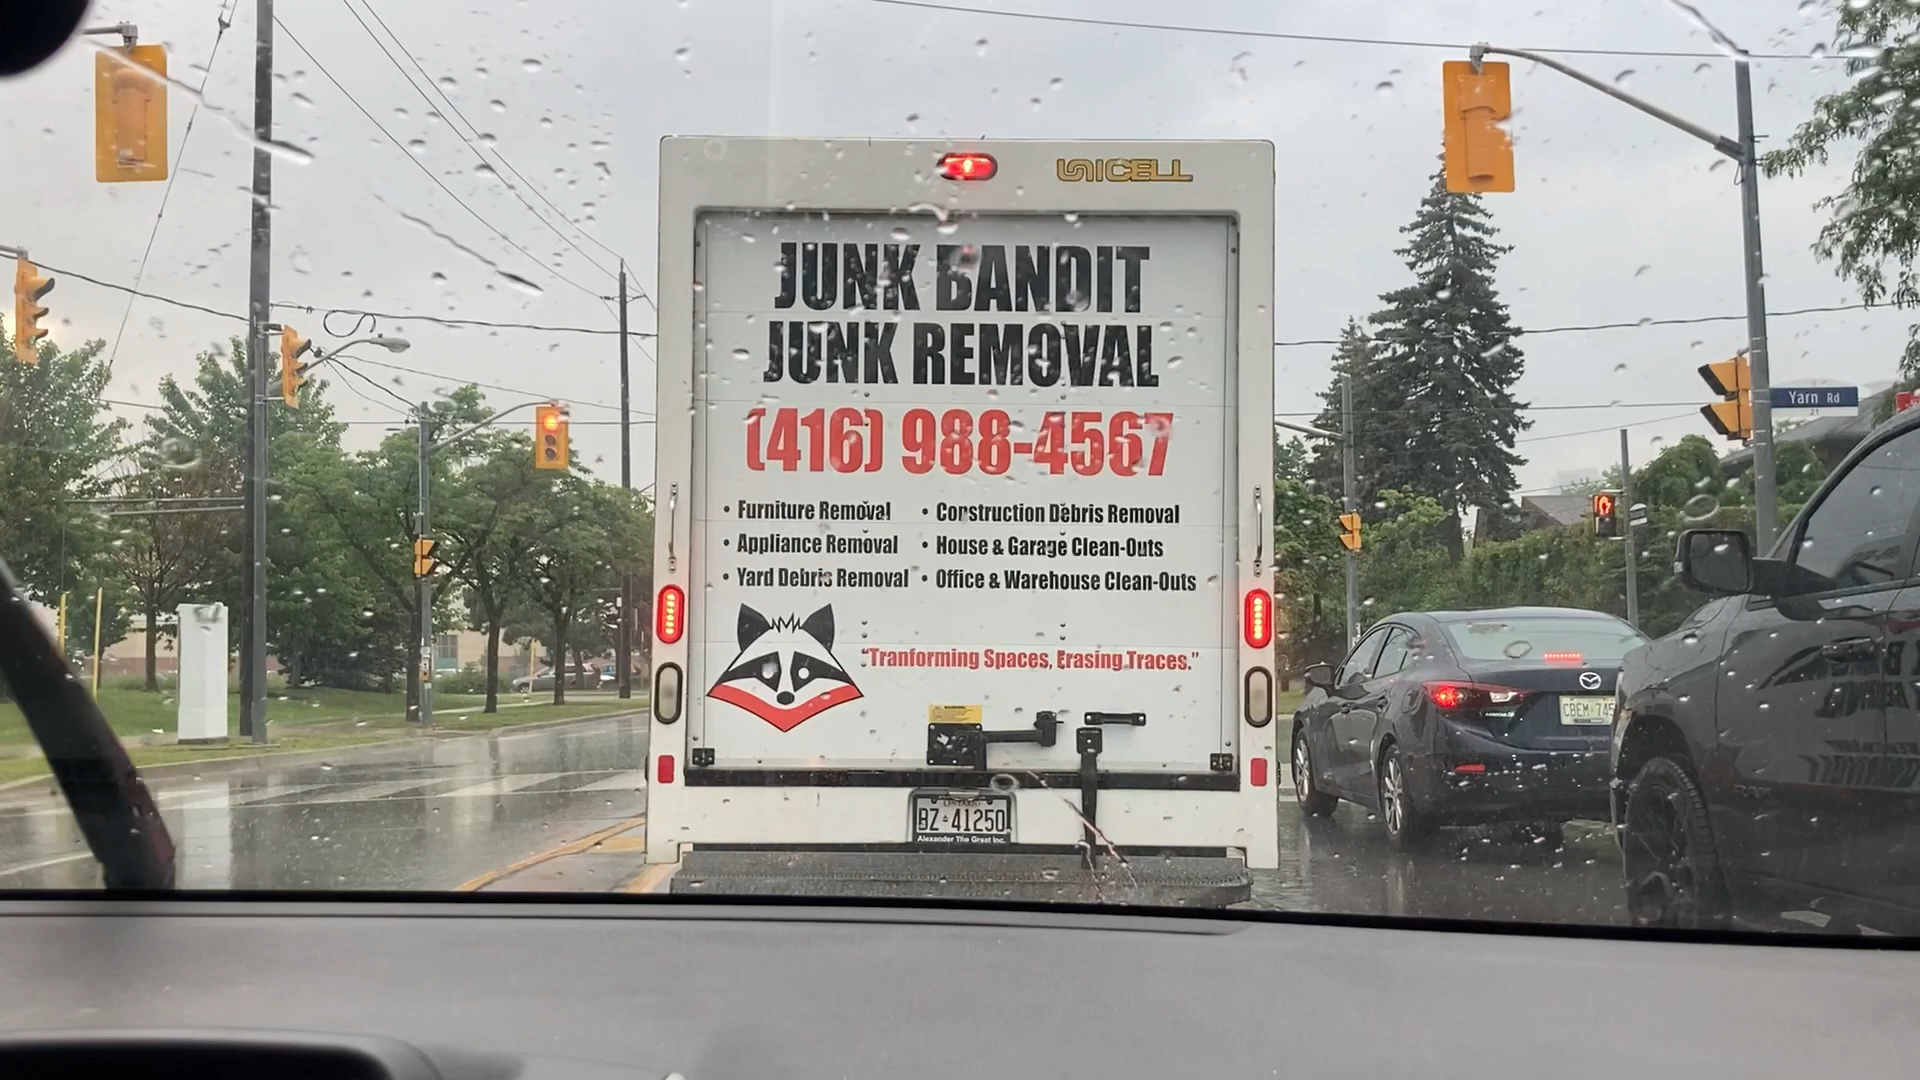 UNICELL
JUNK BANDIT
JUNK REMOVAL
(416) 988-4567
• Furniture Removal
• Appliance Removal
• Yard Debris Removal
• Construction Debris Removal
• House & Garage Clean-Outs
• Office & Warehouse Clean-Outs
"Tranforming Spaces, Erasing Traces."
ONTARIO
BZ 41250
Alexander The Great Inc.
Yarn Rd
21
CBEM 745